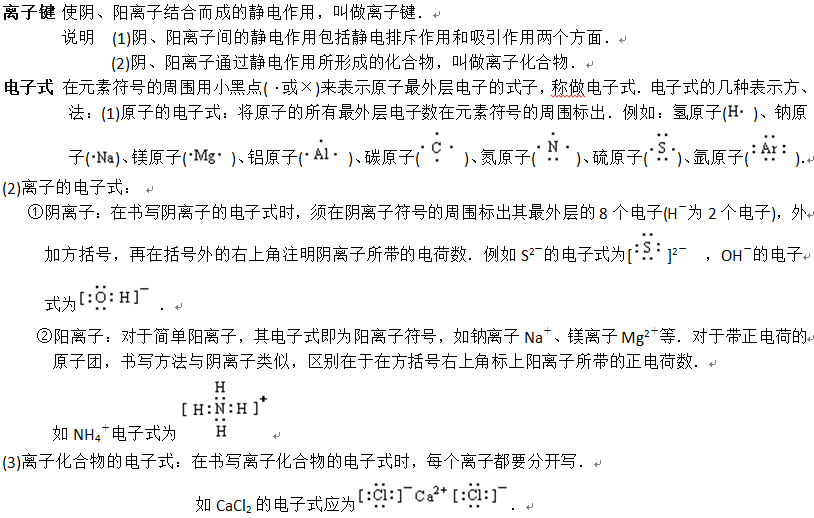 离子键 使阴、阳离子结合而成的静电作用，叫做离子键．
说明 (1)阴、阳离子间的静电作用包括静电排斥作用和吸引作用两个方面．
(2)阴、阳离子通过静电作用所形成的化合物，叫做离子化合物．
电子式 在元素符号的周围用小黑点( ·或×)来表示原子最外层电子的式子，称做电子式．电子式的几种表示方、
法：(1)原子的电子式：将原子的所有最外层电子数在元素符号的周围标出．例如：氢原子(H·)、钠原
子(·Na)、镁原子(·Mg·)、铝原子(·Ȧl·)、碳原子(·Ċ̣·)、氮原子(·Ṅ̤·)、硫原子(:S̤̈:)、氩原子(:Är̤:)．
(2)离子的电子式：
①阴离子：在书写阴离子的电子式时，须在阴离子符号的周围标出其最外层的8个电子(H⁻为2个电子)，外
加方括号，再在括号外的右上角注明阴离子所带的电荷数．例如S²⁻的电子式为[:S̤̈:]²⁻ ，OH⁻的电子
式为[:Ö̤:H]⁻．
②阳离子：对于简单阳离子，其电子式即为阳离子符号，如钠离子Na⁺、镁离子Mg²⁺等．对于带正电荷的
原子团，书写方法与阴离子类似，区别在于在方括号右上角标上阳离子所带的正电荷数．
H
[H:N̤̈:H]⁺
如NH₄⁺电子式为 H
(3)离子化合物的电子式：在书写离子化合物的电子式时，每个离子都要分开写．
如CaCl₂的电子式应为[:C̤̈l:]⁻Ca²⁺[:C̤̈l:]⁻．